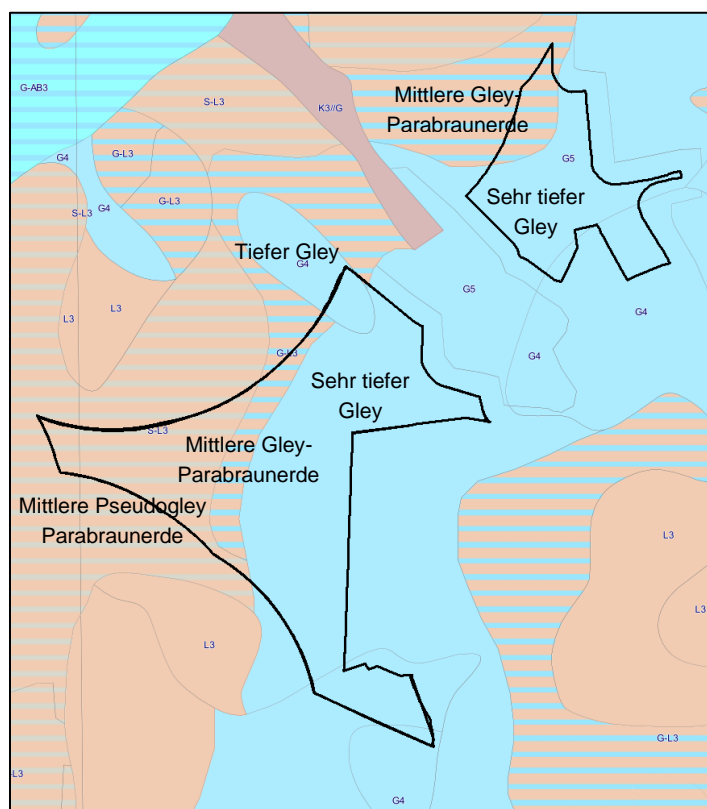 G-AB3
S-L3
K3//G
Mittlere Gley-
Parabraunerde
G4
G-L3
G5
S-L3
G4
G-L3
Sehr tiefer
Gley
Tiefer Gley
G4
G5
L3
L3
G4
G-L3
G4
Sehr tiefer
Gley
S-L3
Mittlere Gley-
Parabraunerde
Mittlere Pseudogley
Parabraunerde
L3
L3
L3
G-L3
-L3
G4